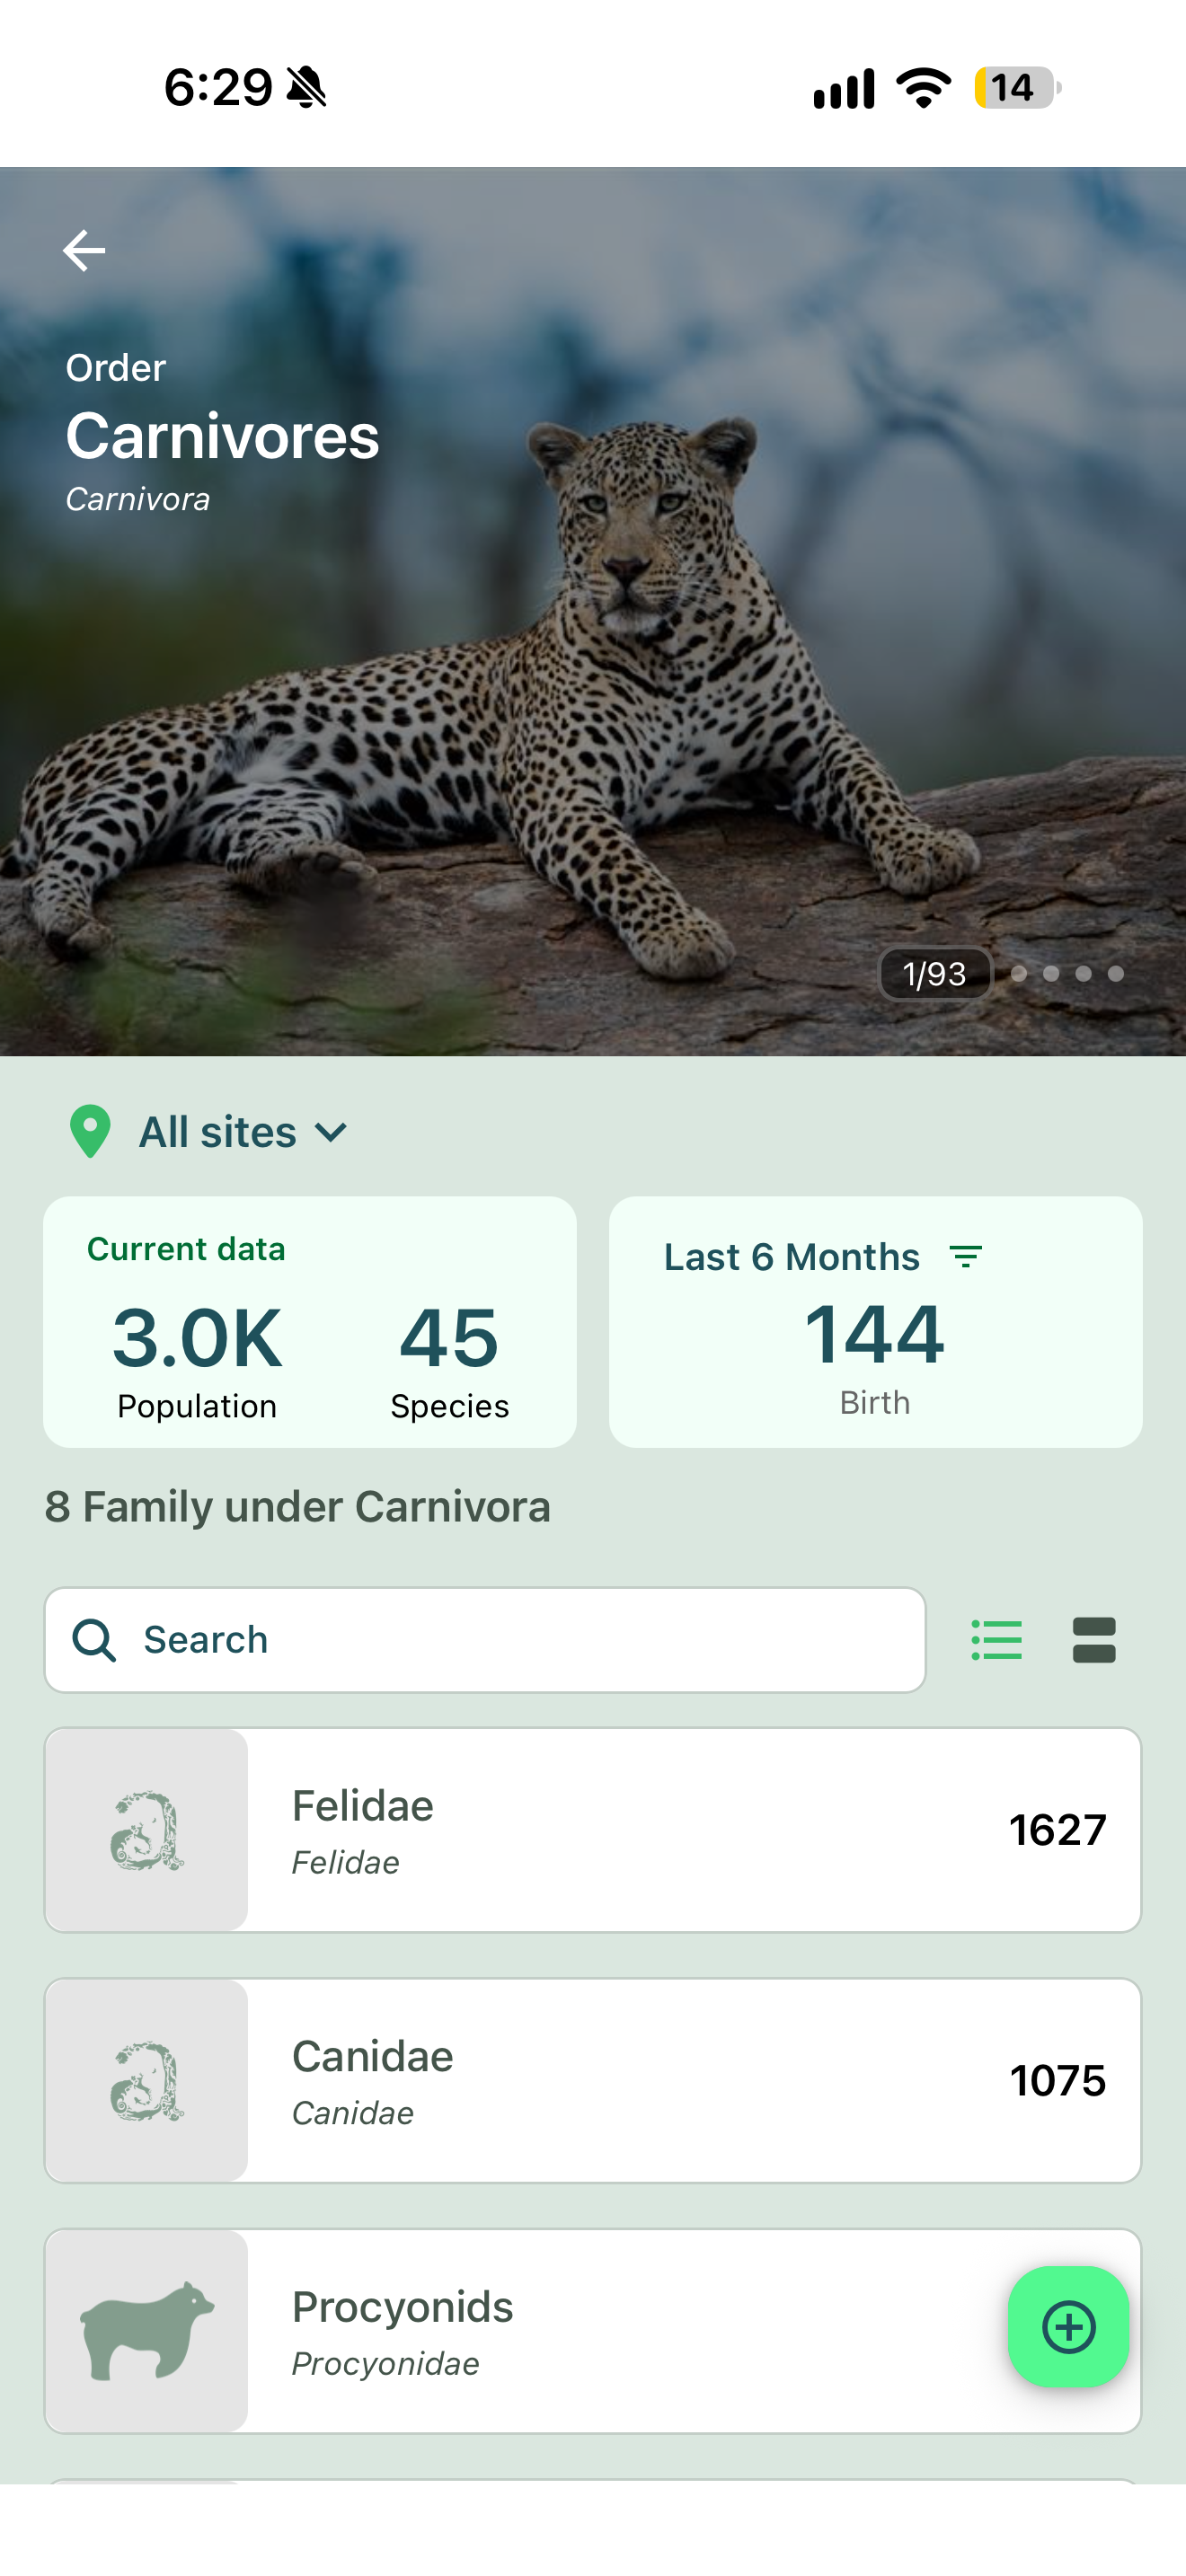 6:29
14
Order
Carnivores
Carnivora
1/93
All sites
Current data
3.0K
Population
45
Species
Last 6 Months
144
Birth
8 Family under Carnivora
Search
Felidae
Felidae
1627
Canidae
Canidae
1075
Procyonids
Procyonidae